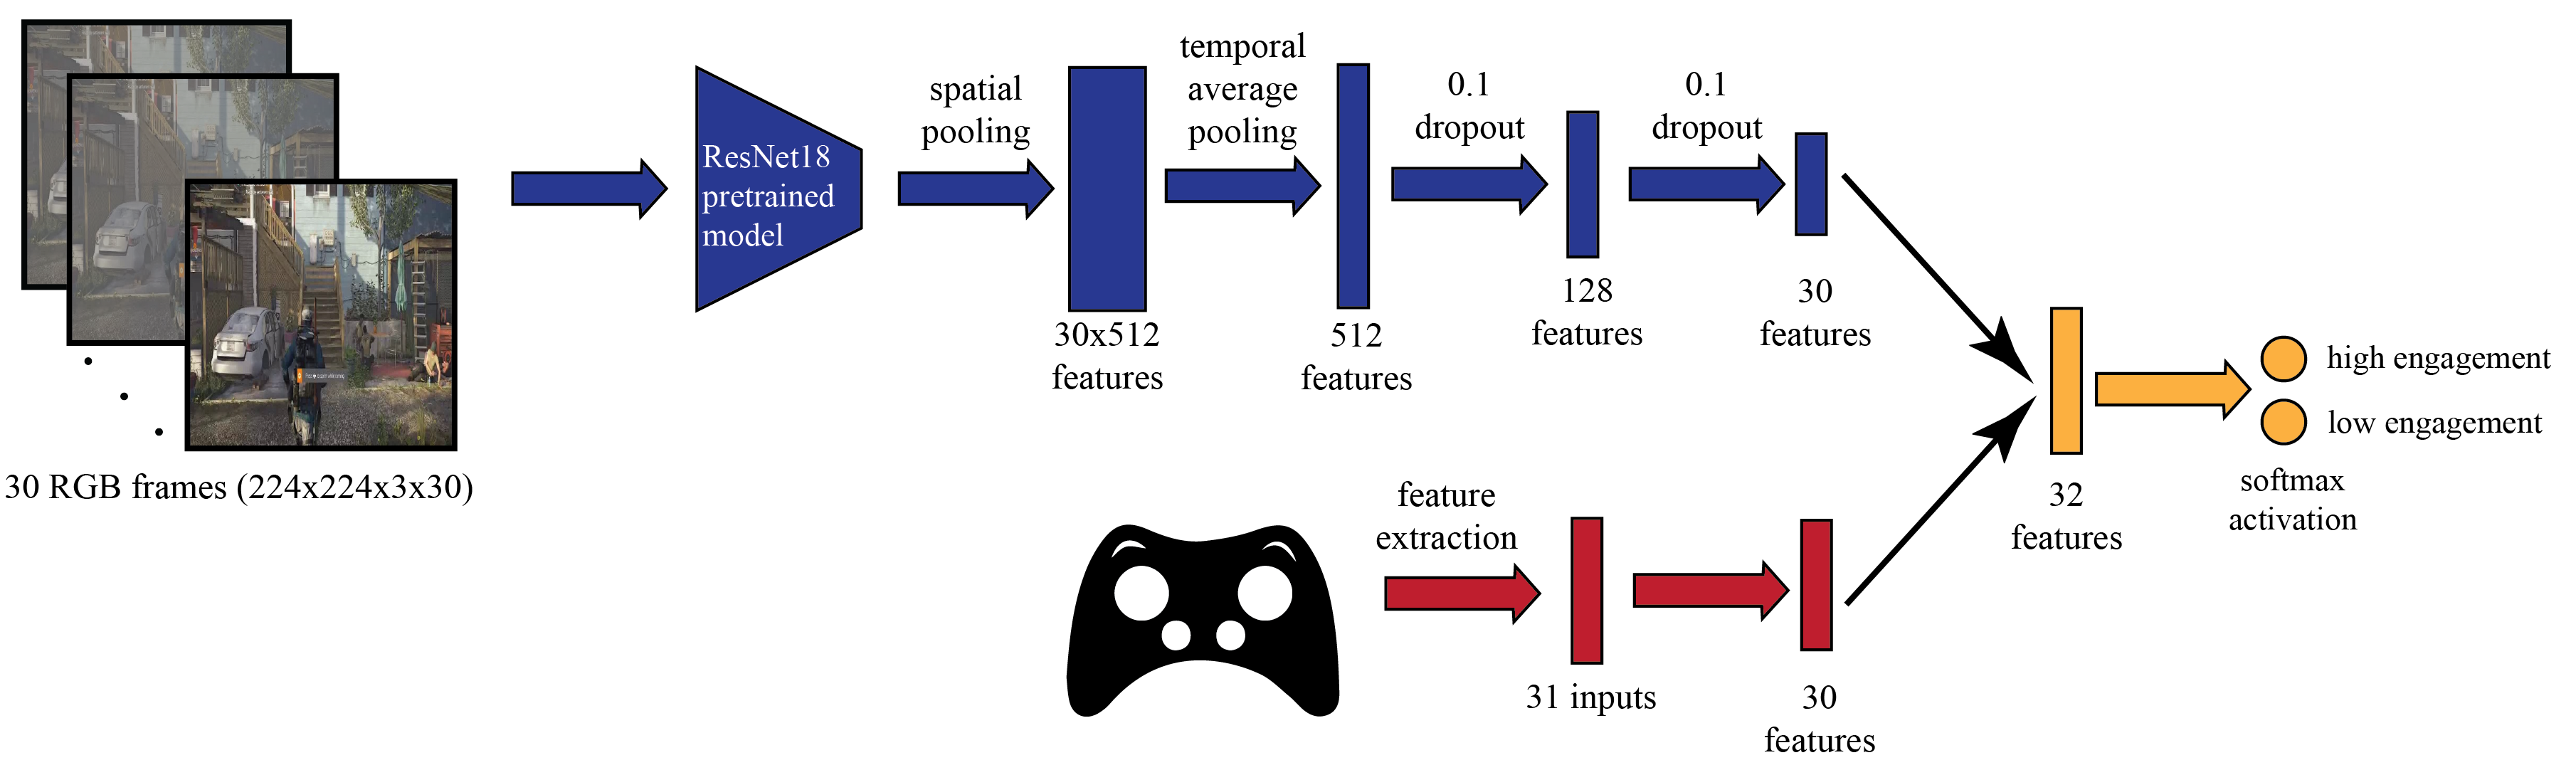 30 RGB frames (224x224x3x30)
ResNet18
pretrained
model
spatial
pooling
30x512
features
temporal
average
pooling
512
features
0.1
dropout
128
features
0.1
dropout
30
features
feature
extraction
31 inputs
30
features
32
features
high engagement
low engagement
softmax
activation